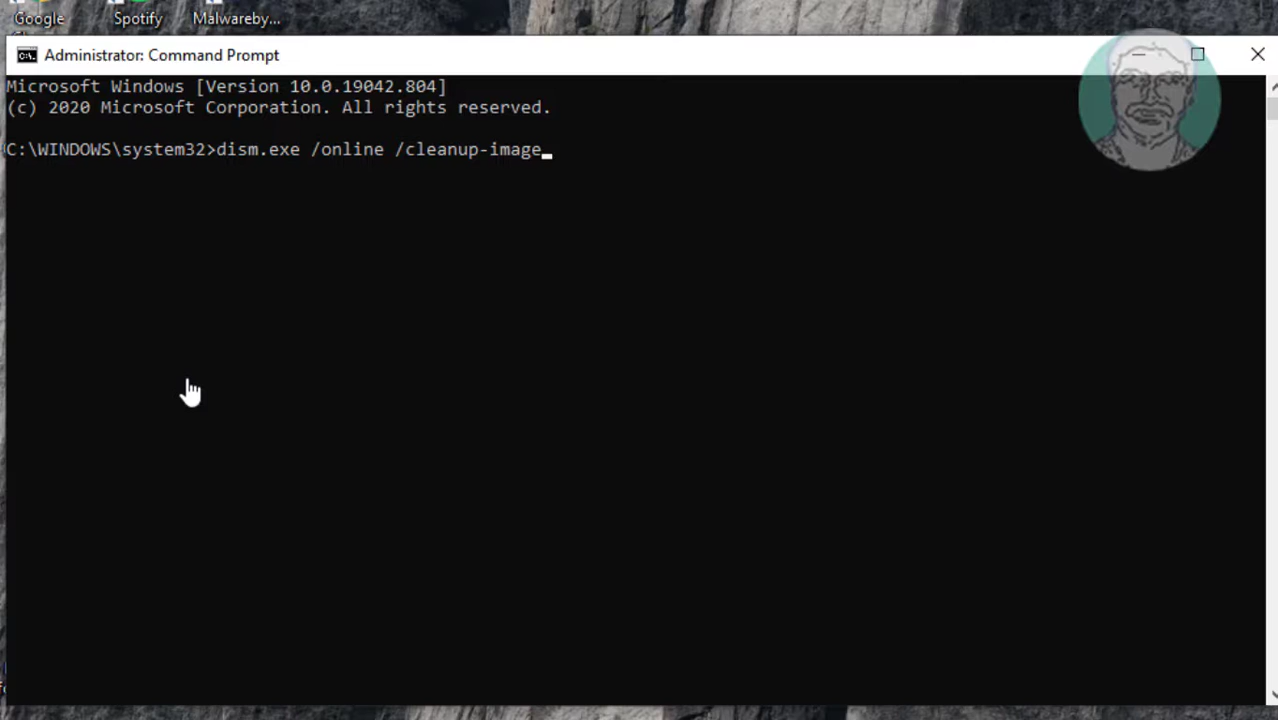 Google
Spotify
Malwareby...
Administrator: Command Prompt
Microsoft Windows [Version 10.0.19042.804]
(c) 2020 Microsoft Corporation. All rights reserved.
C:\WINDOWS\system32>dism.exe /online /cleanup-image